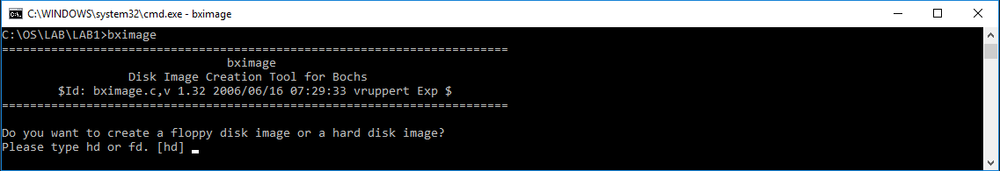 C:\WINDOWS\system32\cmd.exe - bximage
C:\OS\LAB\LAB1>bximage
========================================================================
bximage
Disk Image Creation Tool for Bochs
$Id: bximage.c,v 1.32 2006/06/16 07:29:33 vruppert Exp $
========================================================================
Do you want to create a floppy disk image or a hard disk image?
Please type hd or fd. [hd]